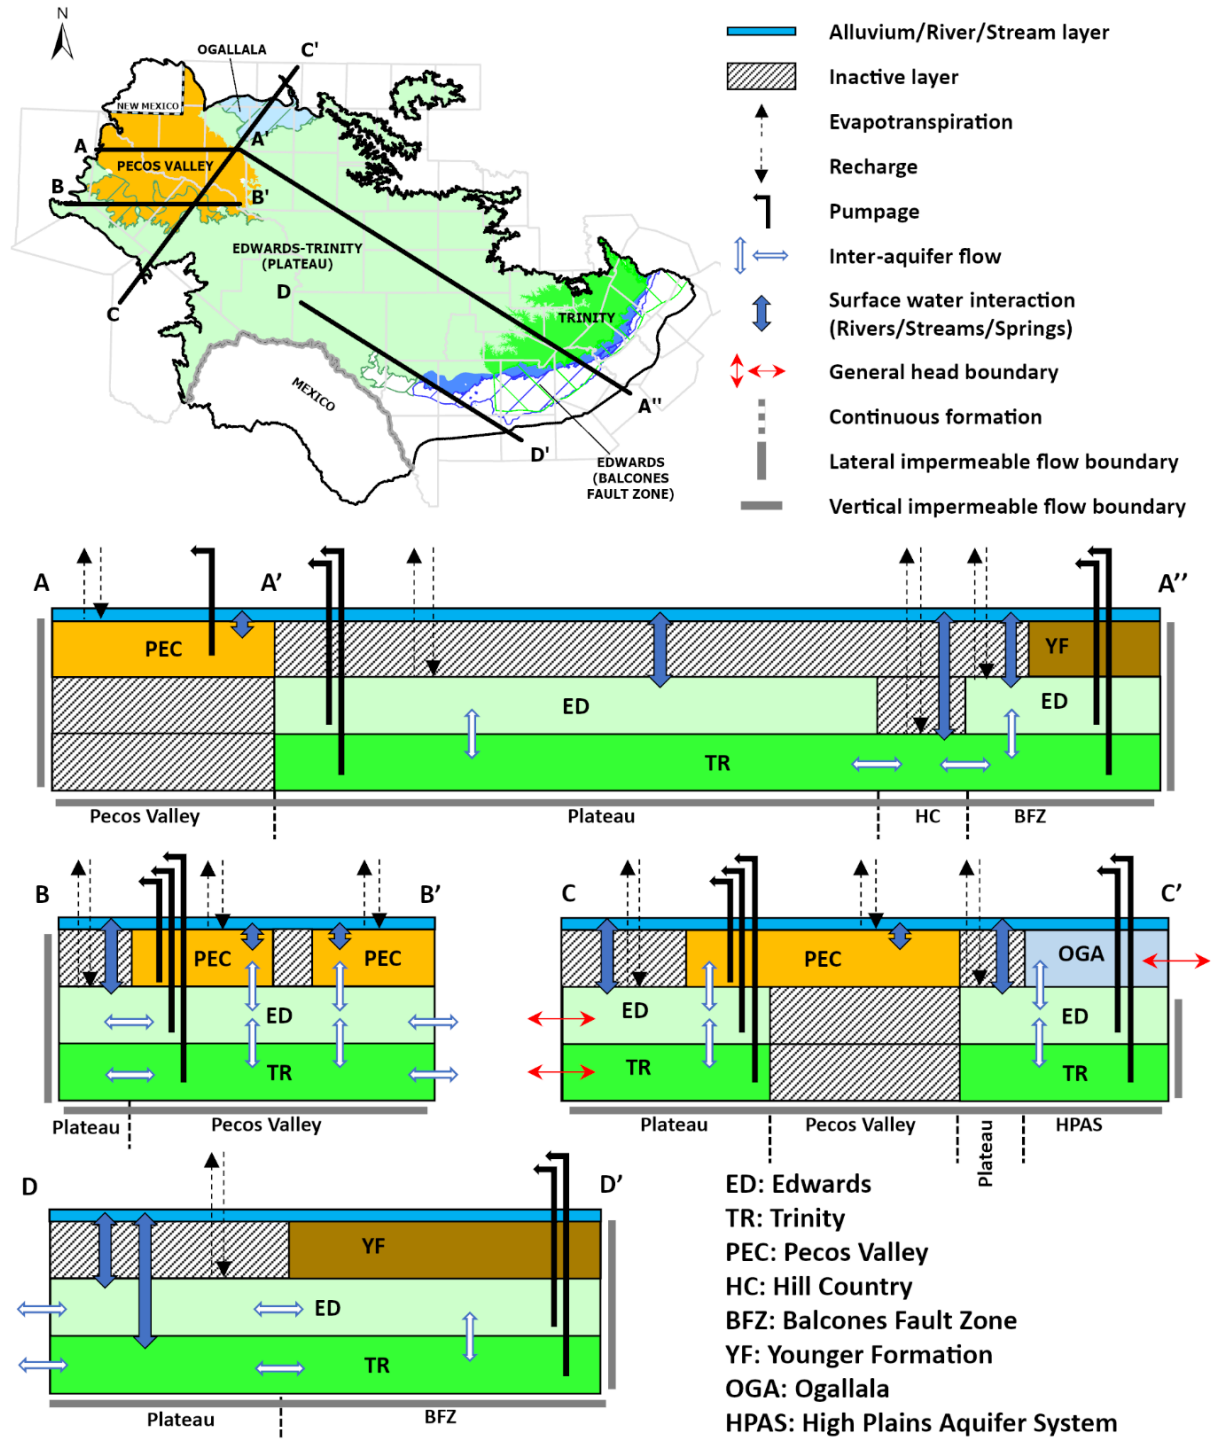 N
OGALLALA
C'
NEW MEXICO
A
A'
PECOS VALLEY
B
B'
EDWARDS-TRINITY
(PLATEAU)
D
C
TRINITY
MEXICO
A''
D'
EDWARDS
(BALCONES
FAULT ZONE)
Alluvium/River/Stream layer
Inactive layer
Evapotranspiration
Recharge
Pumpage
Inter-aquifer flow
Surface water interaction
(Rivers/Streams/Springs)
General head boundary
Continuous formation
Lateral impermeable flow boundary
Vertical impermeable flow boundary
A
A’
A’’
PEC
YF
ED
ED
TR
Pecos Valley
Plateau
HC
BFZ
B
B’
PEC
PEC
ED
TR
Plateau
Pecos Valley
C
C’
PEC
OGA
ED
ED
TR
TR
Plateau
Pecos Valley
Plateau
HPAS
D
D’
YF
ED
TR
Plateau
BFZ
ED: Edwards
TR: Trinity
PEC: Pecos Valley
HC: Hill Country
BFZ: Balcones Fault Zone
YF: Younger Formation
OGA: Ogallala
HPAS: High Plains Aquifer System